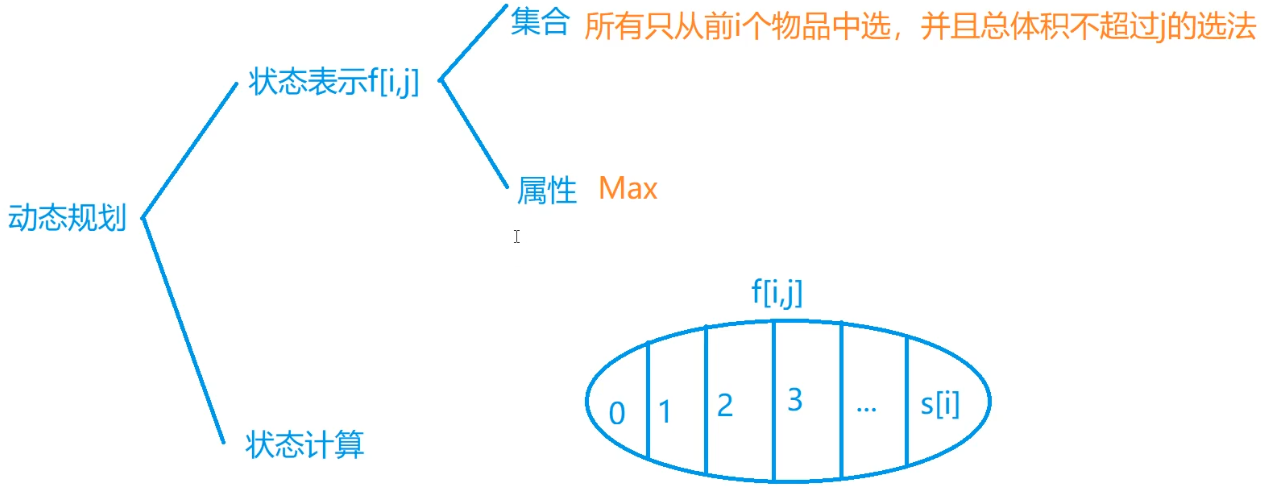 集合 所有只从前i个物品中选，并且总体积不超过j的选法
状态表示f[i,j]
属性 Max
动态规划
f[i,j]
0 1 2 3 ... s[i]
状态计算